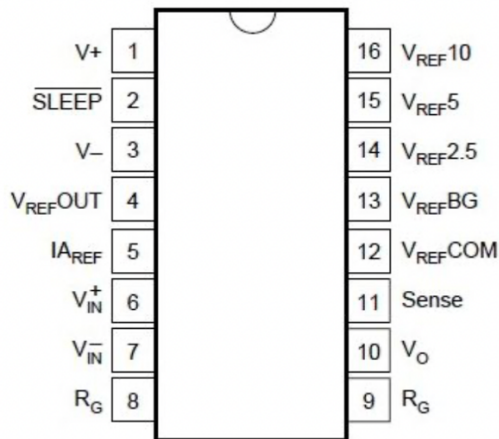 V+ 1 16 VREF10
SLEEP 2 15 VREF5
V– 3 14 VREF2.5
VREFOUT 4 13 VREFBG
IAREF 5 12 VREFCOM
V+IN 6 11 Sense
V–IN 7 10 VO
RG 8 9 RG